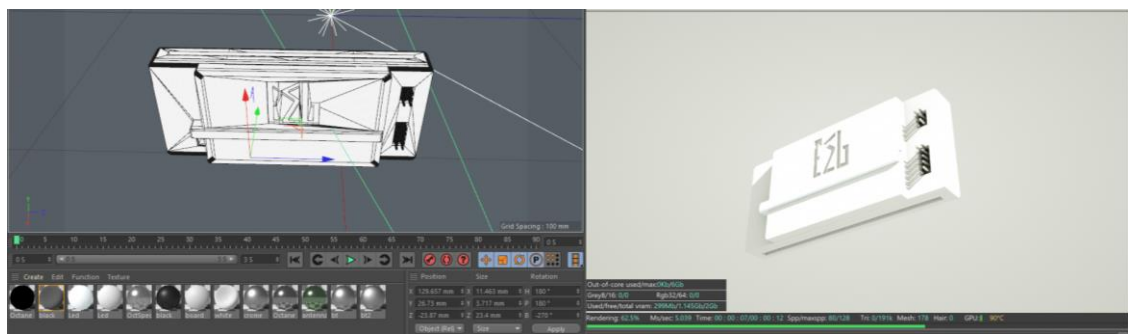 Grid Spacing : 100 mm
E2G
0 5 10 15 20 25 30 35 40 45 50 55 60 65 70 75 80 85 90 0 S
0 S
Create Edit Function Texture
Octane black Led Led OctSpec black white creme board antenna bt bt2
Position Size Rotation
X 129.657 mm X 11.463 mm H 180 °
Y 26.73 mm Y 5.717 mm P 180 °
Z -25.87 mm Z 23.4 mm B -270 °
Object (Rel) Size Apply
Out-of-core used/max:0Kb/6Gb
Grey8/16: 0/0 Rgb32/64: 0/0
Used/free/total vram: 299Mb/1.145Gb/2Gb
Rendering: 62.5% Ms/sec: 5.039 Time: 00 : 00 : 07/00 : 00 : 12 Spp/maxspp: 80/128 Tri: 0/191k Mesh: 178 Hair: 0 GPU: 90°C